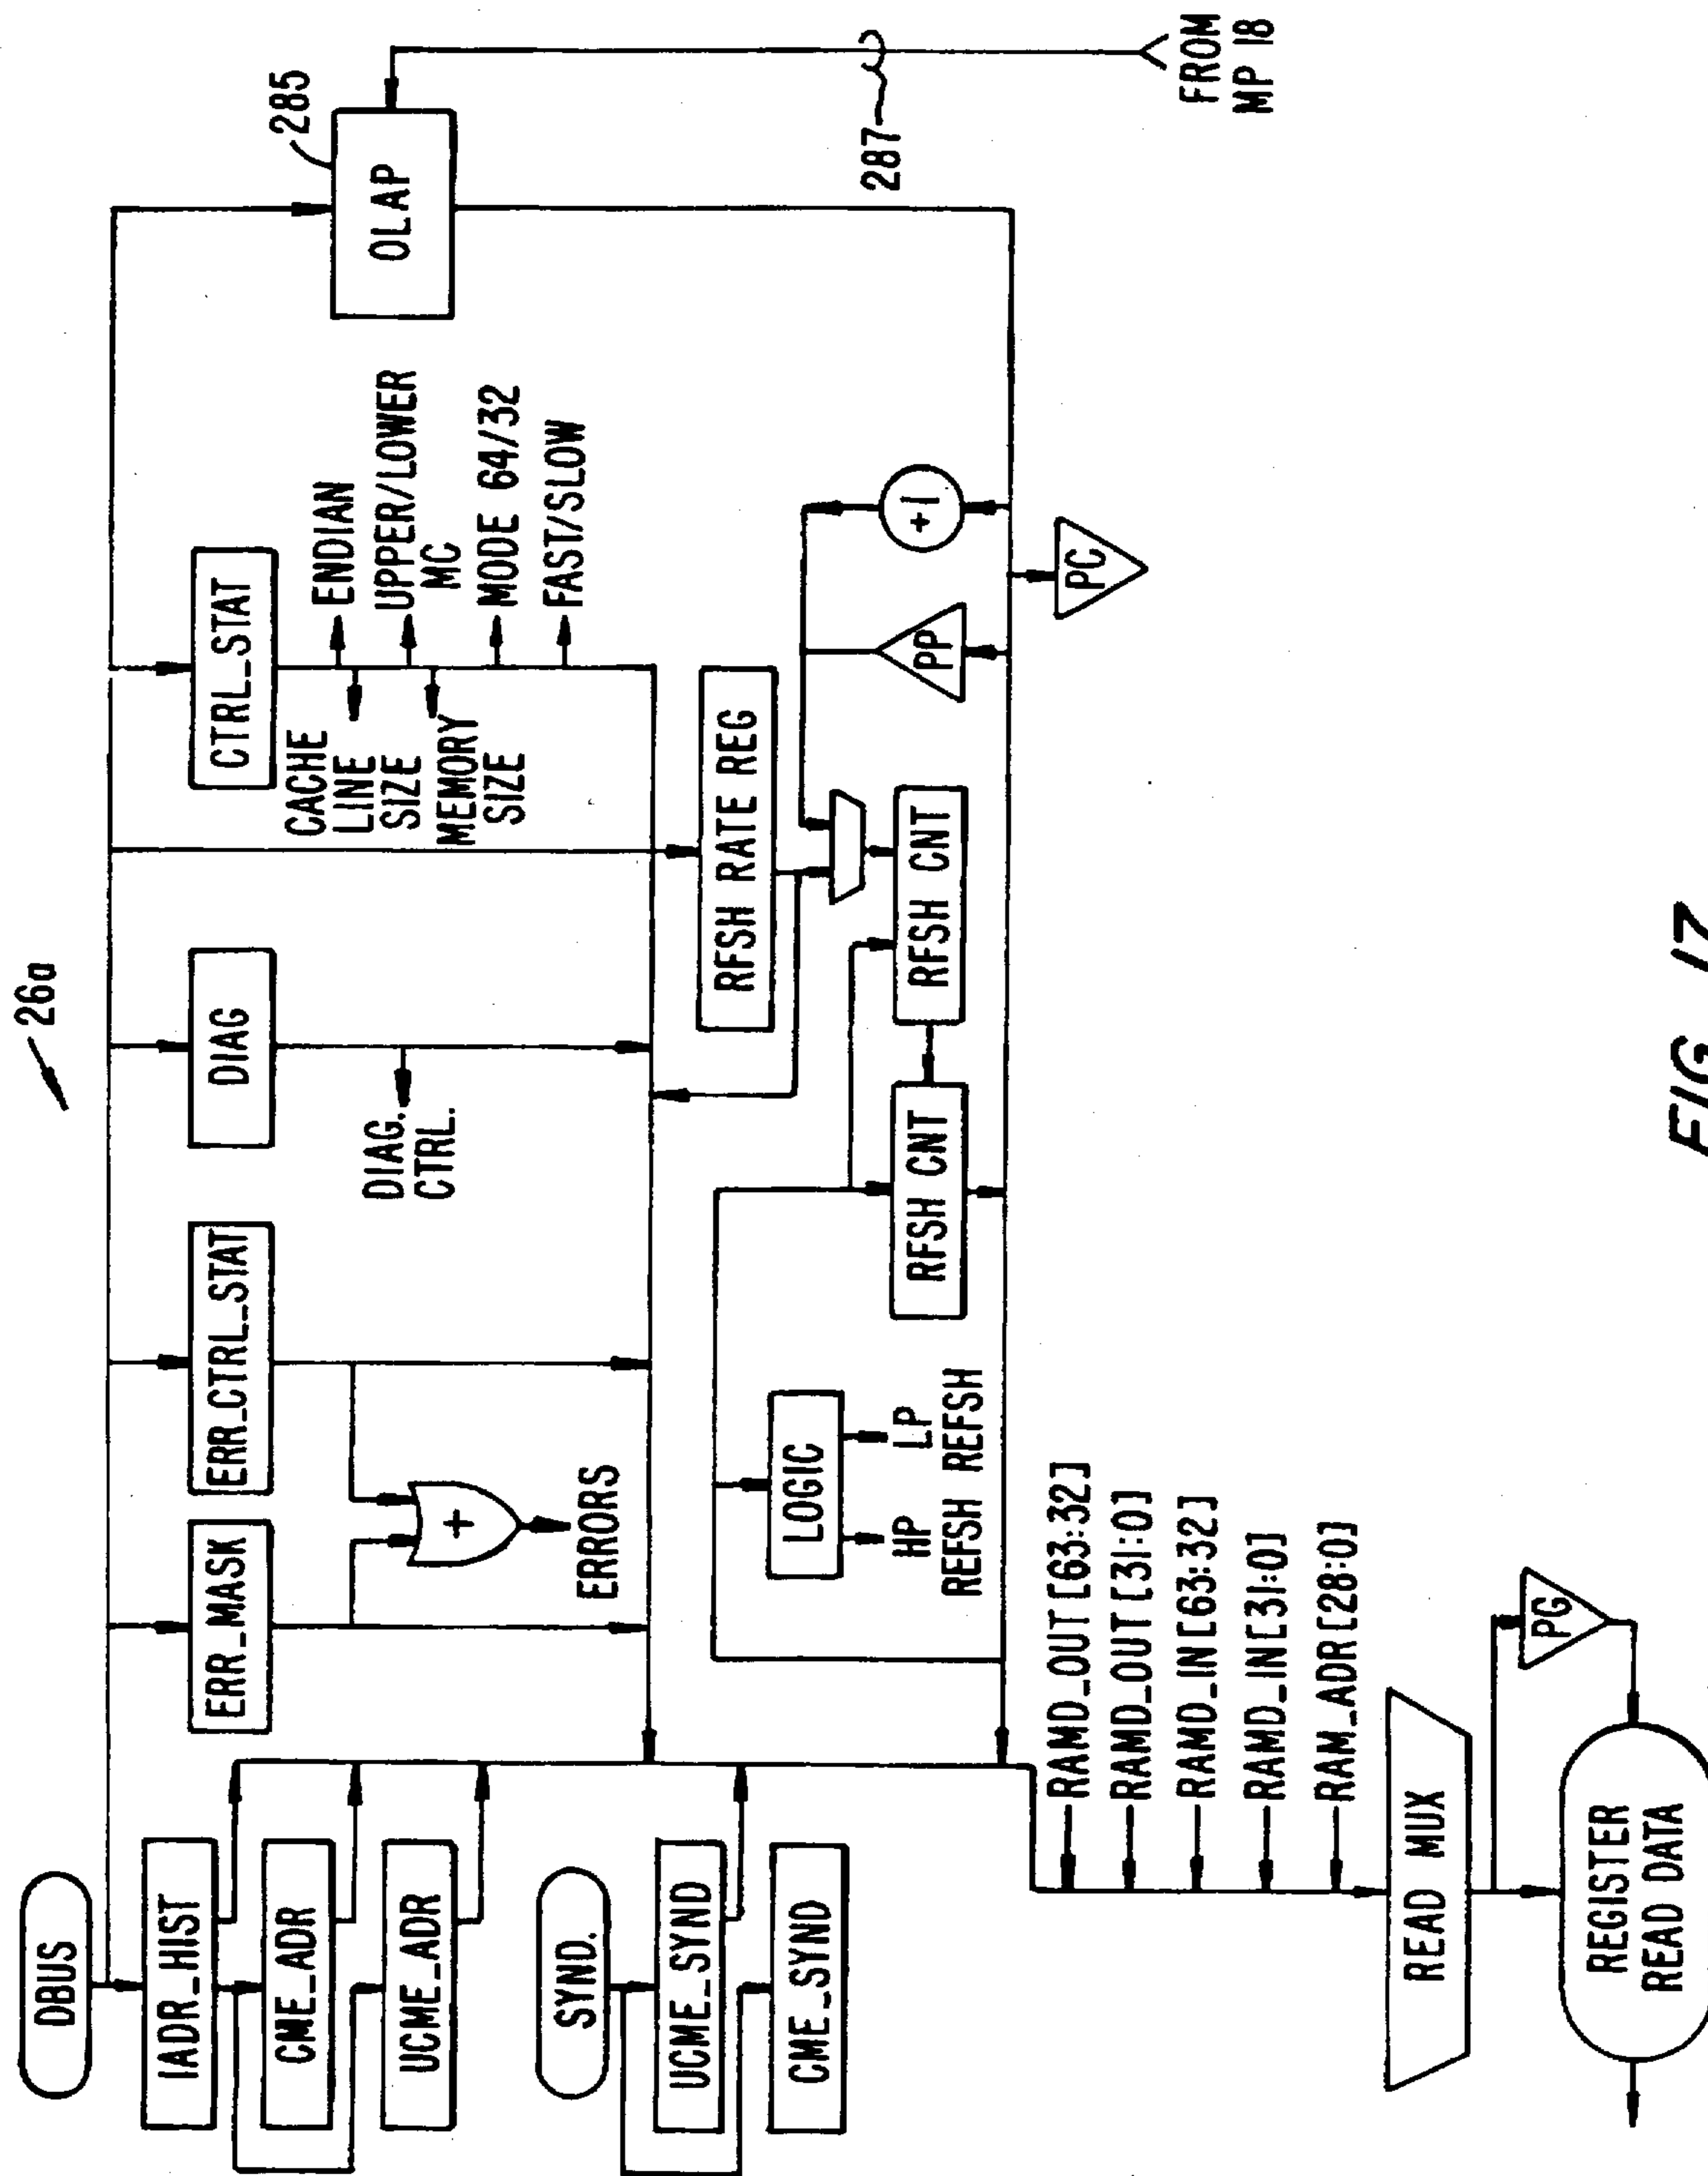 26a
DBUS
IADR_HIST
CME_ADR
UCME_ADR
SYND.
UCME_SYND
CME_SYND
ERR_MASK
ERR_CTRL_STAT
+
ERRORS
DIAG
DIAG.
CTRL.
CTRL_STAT
CACHE
LINE
SIZE
MEMORY
SIZE
ENDIAN
UPPER/LOWER
MC
MODE 64/32
FAST/SLOW
OLAP
285
287
FROM
MP 18
RFSH RATE REG
RFSH CNT
RFSH CNT
PP
+1
PC
LOGIC
HP
REFSH
LP
REFSH
RAMD_OUT[63:32]
RAMD_OUT[31:0]
RAMD_IN[63:32]
RAMD_IN[31:0]
RAM_ADR[28:0]
READ MUX
PG
REGISTER
READ DATA
FIG. 17